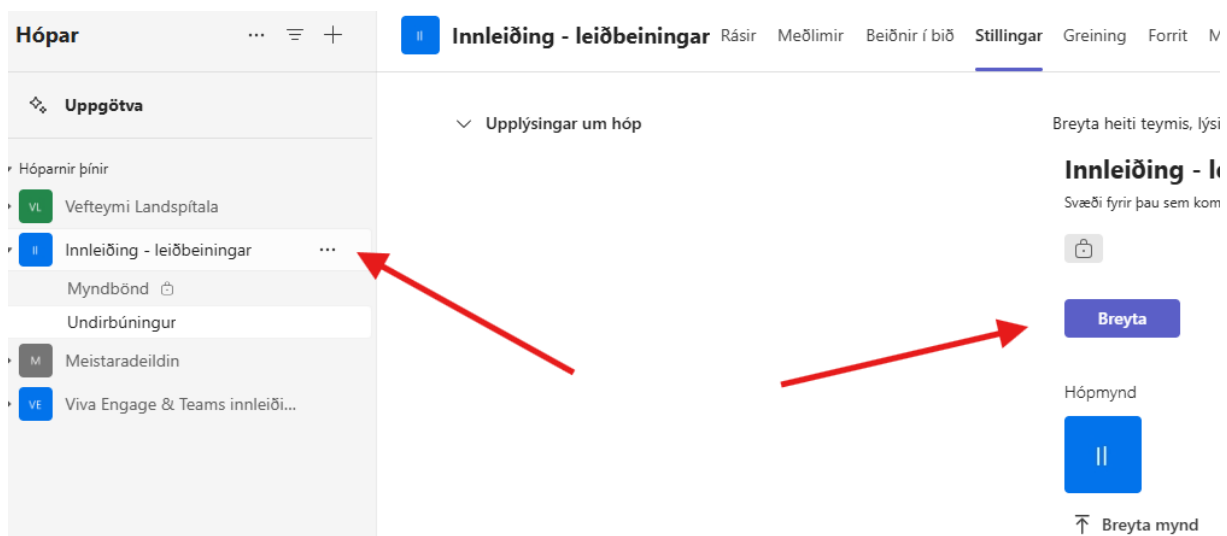 Hópar
Uppgötva
Hóparnir þínir
VL Vefteymi Landspítala
II Innleiðing - leiðbeiningar ...
Myndbönd
Undirbúningur
M Meistaradeildin
VE Viva Engage & Teams innleiði...
II Innleiðing - leiðbeiningar Rásir Meðlimir Beiðnir í bið Stillingar Greining Forrit M
Upplýsingar um hóp
Breyta heiti teymis, lýsi
Innleiðing - le
Svæði fyrir þau sem kom
Breyta
Hópmynd
II
Breyta mynd